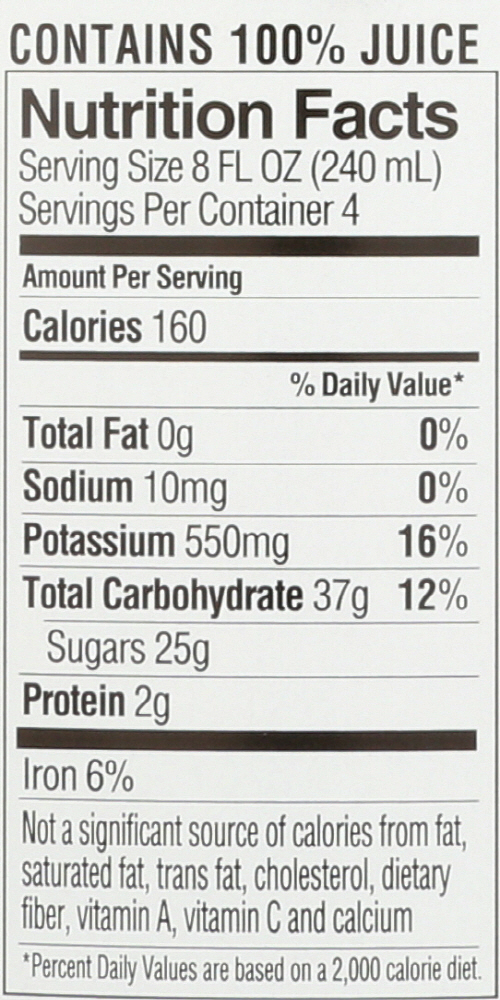 CONTAINS 100% JUICE
Nutrition Facts
Serving Size 8 FL OZ (240 mL)
Servings Per Container 4
Amount Per Serving
Calories 160
% Daily Value*
Total Fat 0g 0%
Sodium 10mg 0%
Potassium 550mg 16%
Total Carbohydrate 37g 12%
Sugars 25g
Protein 2g
Iron 6%
Not a significant source of calories from fat,
saturated fat, trans fat, cholesterol, dietary
fiber, vitamin A, vitamin C and calcium
*Percent Daily Values are based on a 2,000 calorie diet.